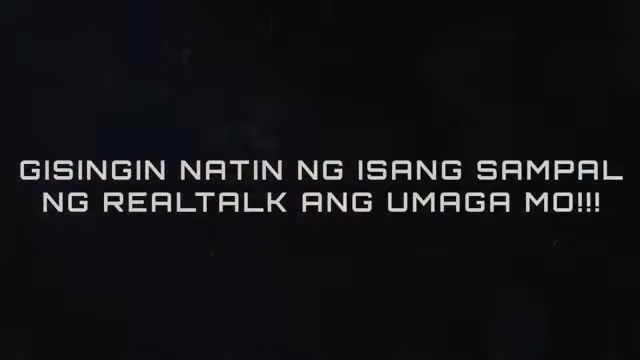 GISINGIN NATIN NG ISANG SAMPAL
NG REALTALK ANG UMAGA MO!!!